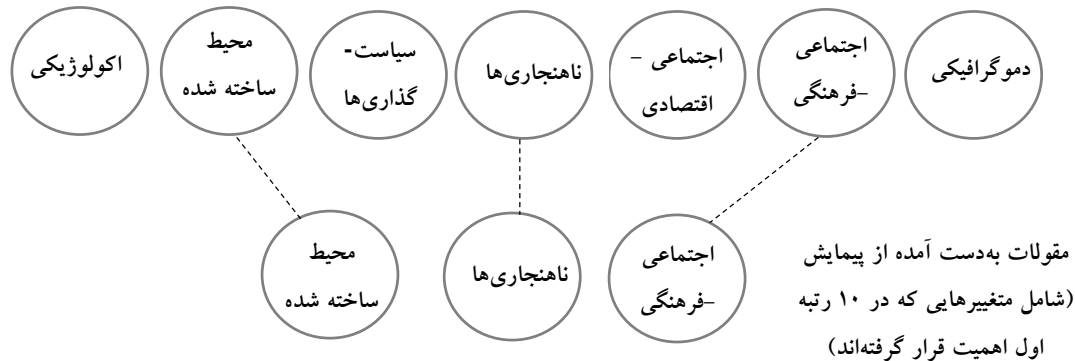 دموگرافیکی
اجتماعی
-فرهنگی
اجتماعی -
اقتصادی
ناهنجاری‌ها
سیاست-
گذاری‌ها
محیط
ساخته شده
اکولوژیکی
مقولات به‌دست آمده از پیمایش
(شامل متغییرهایی که در ۱۰ رتبه
اول اهمیت قرار گرفته‌اند)
اجتماعی
-فرهنگی
ناهنجاری‌ها
محیط
ساخته شده